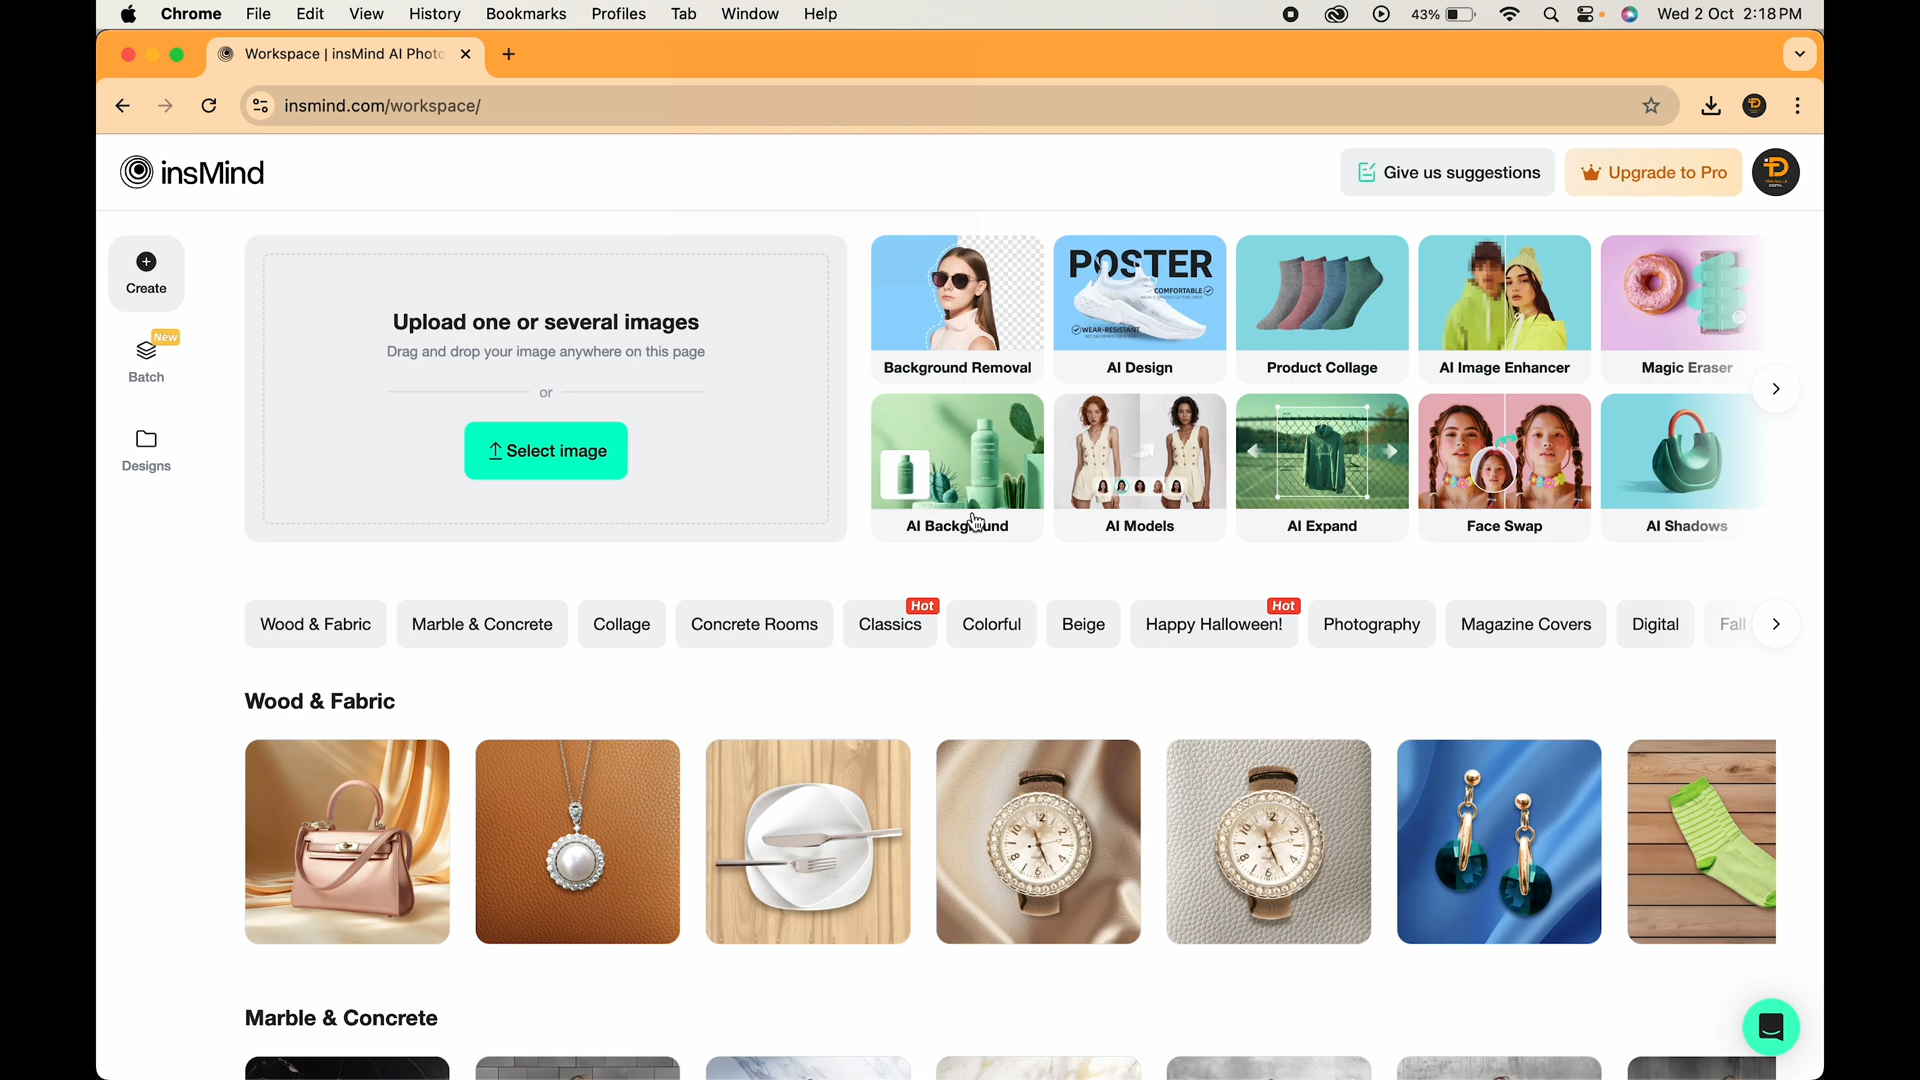 Chrome File Edit View History Bookmarks Profiles Tab Window Help 43% Wed 2 Oct 2:18 PM
Workspace | insMind AI Photo
insmind.com/workspace/
insMind Give us suggestions Upgrade to Pro
Create
New
Batch
Designs
Upload one or several images
Drag and drop your image anywhere on this page
or
Select image
POSTER
COMFORTABLE
WEAR-RESISTANT
Background Removal AI Design Product Collage AI Image Enhancer Magic Eraser
AI Background AI Models AI Expand Face Swap AI Shadows
Hot Hot
Wood & Fabric Marble & Concrete Collage Concrete Rooms Classics Colorful Beige Happy Halloween! Photography Magazine Covers Digital Fall
Wood & Fabric
Marble & Concrete